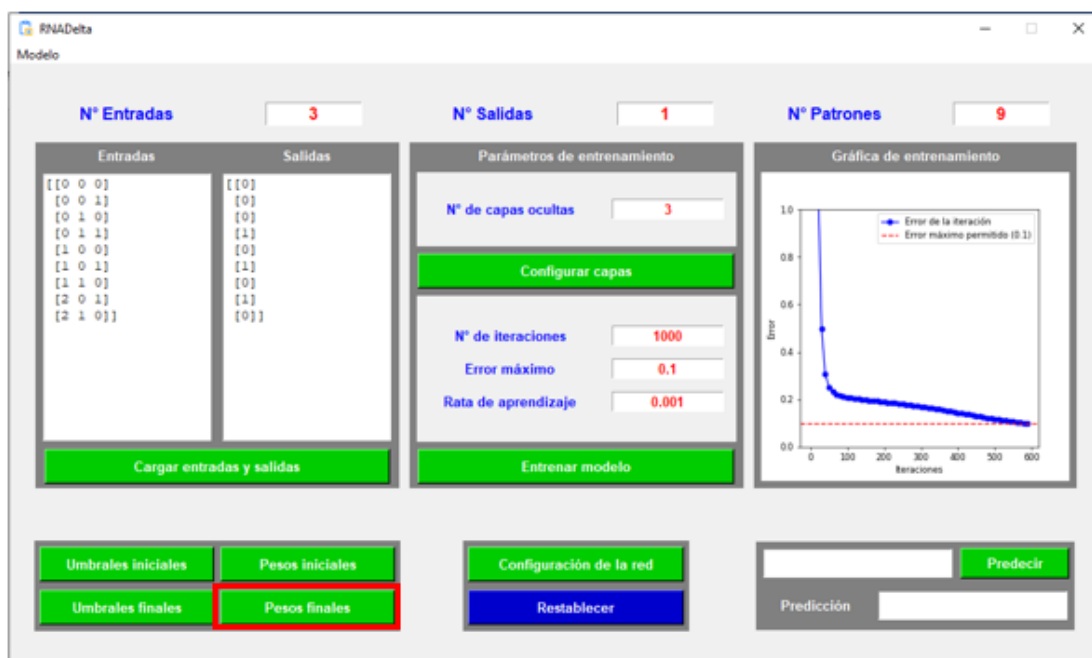 RNADelta
Modelo
N° Entradas 3
N° Salidas 1
N° Patrones 9
Entradas Salidas
[[0 0 0]
[0 0 1]
[0 1 0]
[0 1 1]
[1 0 0]
[1 0 1]
[1 1 0]
[2 0 1]
[2 1 0]]
[[0]
[0]
[0]
[1]
[0]
[1]
[0]
[1]
[0]]
Cargar entradas y salidas
Parámetros de entrenamiento
N° de capas ocultas 3
Configurar capas
N° de iteraciones 1000
Error máximo 0.1
Rata de aprendizaje 0.001
Entrenar modelo
Gráfica de entrenamiento
Error de la iteración
Error máximo permitido (0.1)
1.0
0.8
0.6
0.4
0.2
0.0
Error
0 100 200 300 400 500 600
Iteraciones
Umbrales iniciales Pesos iniciales
Umbrales finales Pesos finales
Configuración de la red
Restablecer
Predecir
Predicción